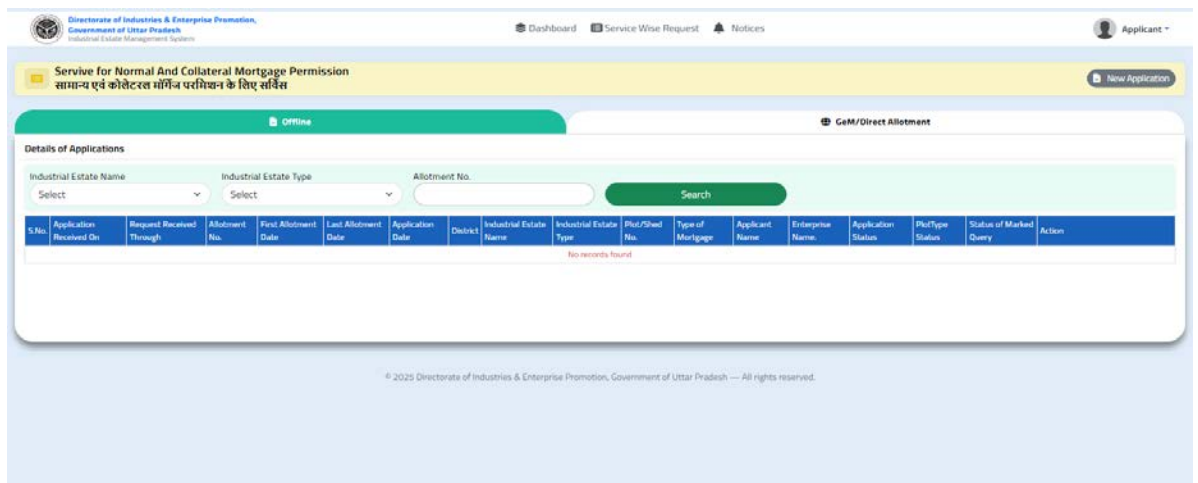 Directorate of Industries & Enterprise Promotion,
Government of Uttar Pradesh
Industrial Estate Management System
Dashboard
Service Wise Request
Notices
Applicant
Servive for Normal And Collateral Mortgage Permission
सामान्य एवं कोलेटरल मॉर्गेज परमिशन के लिए सर्विस
New Application
Offline
GeM/Direct Allotment
Details of Applications
Industrial Estate Name
Industrial Estate Type
Allotment No.
Select
Select
Search
S.No.
Application Received On
Request Received Through
Allotment No.
First Allotment Date
Last Allotment Date
Application Date
District
Industrial Estate Name
Industrial Estate Type
Plot/Shed No.
Type of Mortgage
Applicant Name
Enterprise Name.
Application Status
PlotType Status
Status of Marked Query
Action
No records found
© 2025 Directorate of Industries & Enterprise Promotion, Government of Uttar Pradesh — All rights reserved.